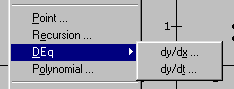 Point ...
Recursion ...
DEq
Polynomial ...
dy/dx ...
dy/dt ...
1